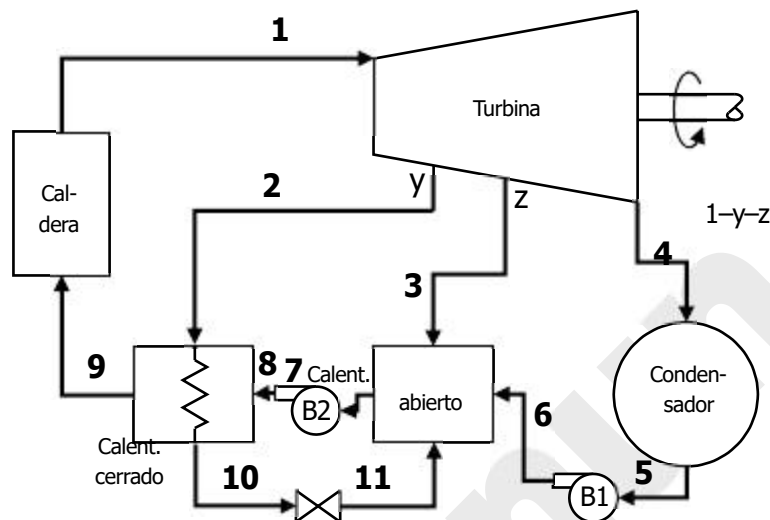 1
Turbina
Cal-
dera
2
y
z
1–y–z
3
4
9
8
7
Calent.
abierto
B2
Conden-
sador
6
Calent.
cerrado
10
11
5
B1